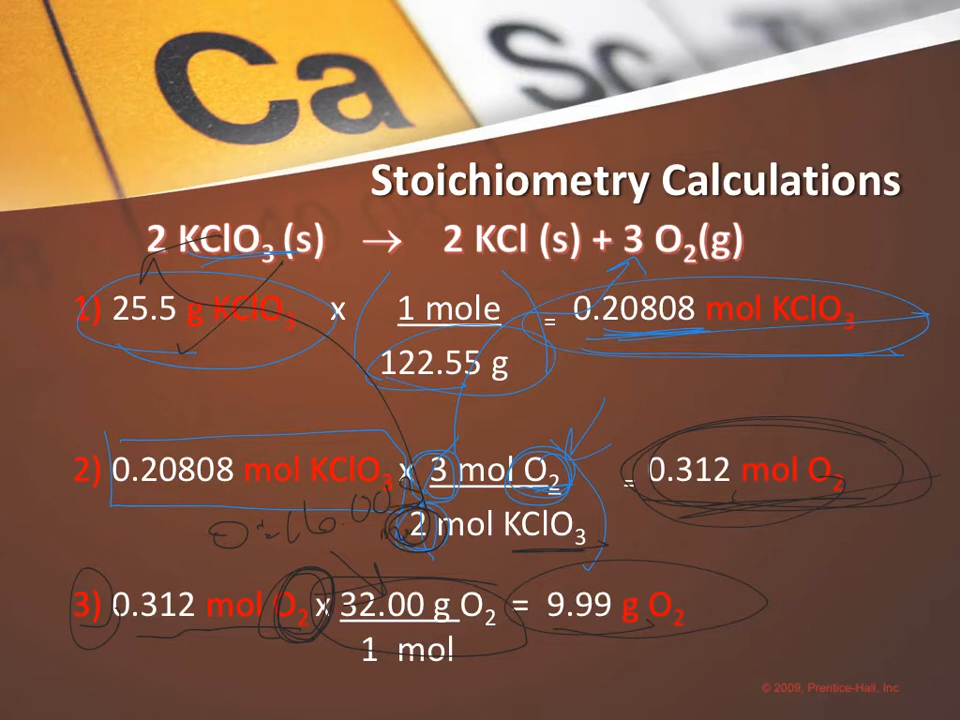 Ca Sc
Stoichiometry Calculations
2 KClO₃ (s) → 2 KCl (s) + 3 O₂(g)
1) 25.5 g KClO₃ x 1 mole = 0.20808 mol KClO₃
122.55 g
2) 0.20808 mol KClO₃ x 3 mol O₂ = 0.312 mol O₂
2 mol KClO₃
O = 16.00
3) 0.312 mol O₂ x 32.00 g O₂ = 9.99 g O₂
1 mol
© 2009, Prentice-Hall, Inc